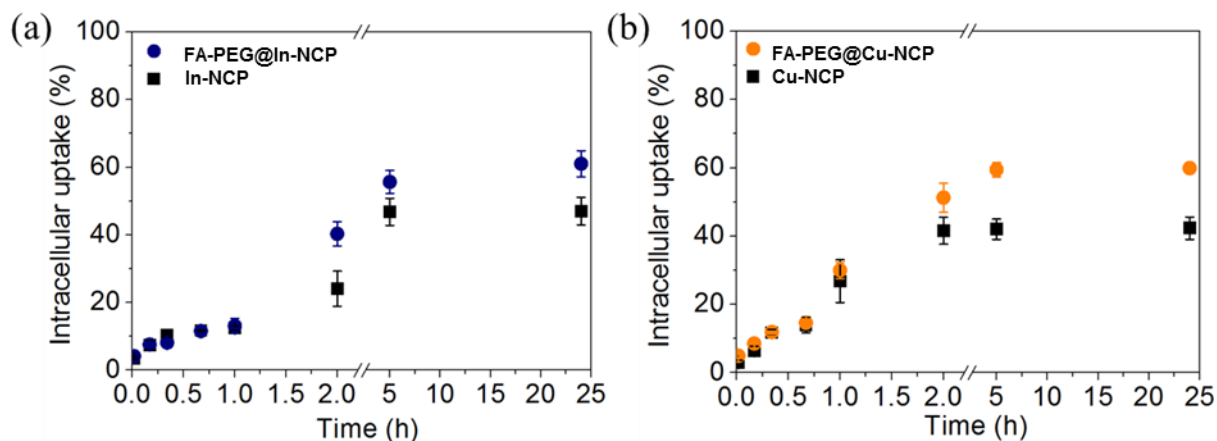 (a)
Intracellular uptake (%)
100
80
60
40
20
0
FA-PEG@In-NCP
In-NCP
0.0 0.5 1.0 2.0 5 10 15 20 25
Time (h)
(b)
Intracellular uptake (%)
100
80
60
40
20
0
FA-PEG@Cu-NCP
Cu-NCP
0.0 0.5 1.0 1.5 2.0 5 10 15 20 25
Time (h)